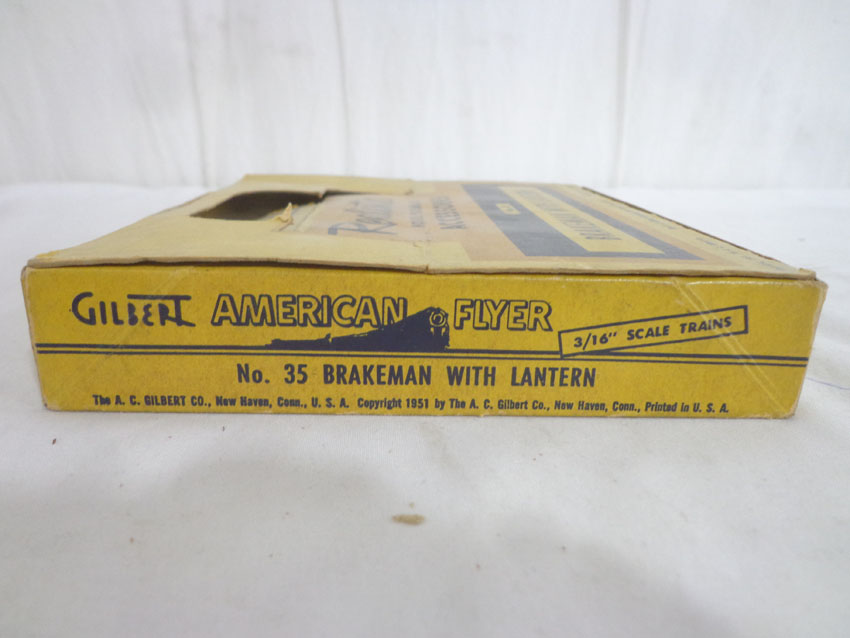 GILBERT AMERICAN FLYER
3/16" SCALE TRAINS
No. 35 BRAKEMAN WITH LANTERN
The A. C. GILBERT CO., New Haven, Conn., U. S. A. Copyright 1951 by The A. C. Gilbert Co., New Haven, Conn., Printed in U. S. A.